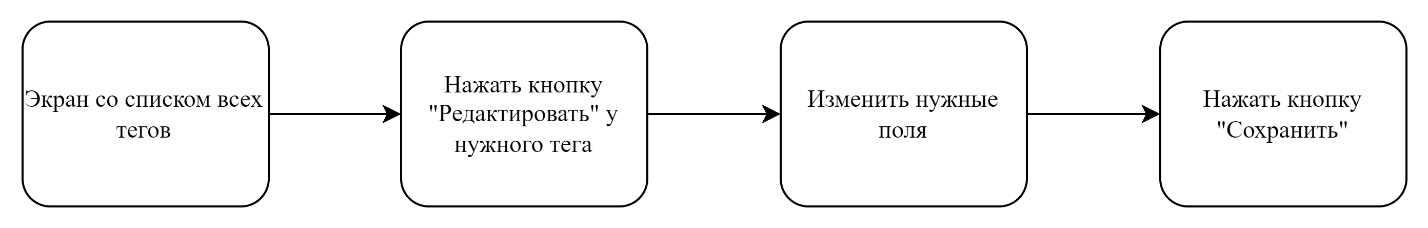 Экран со списком всех
тегов
Нажать кнопку
"Редактировать" у
нужного тега
Изменить нужные
поля
Нажать кнопку
"Сохранить"